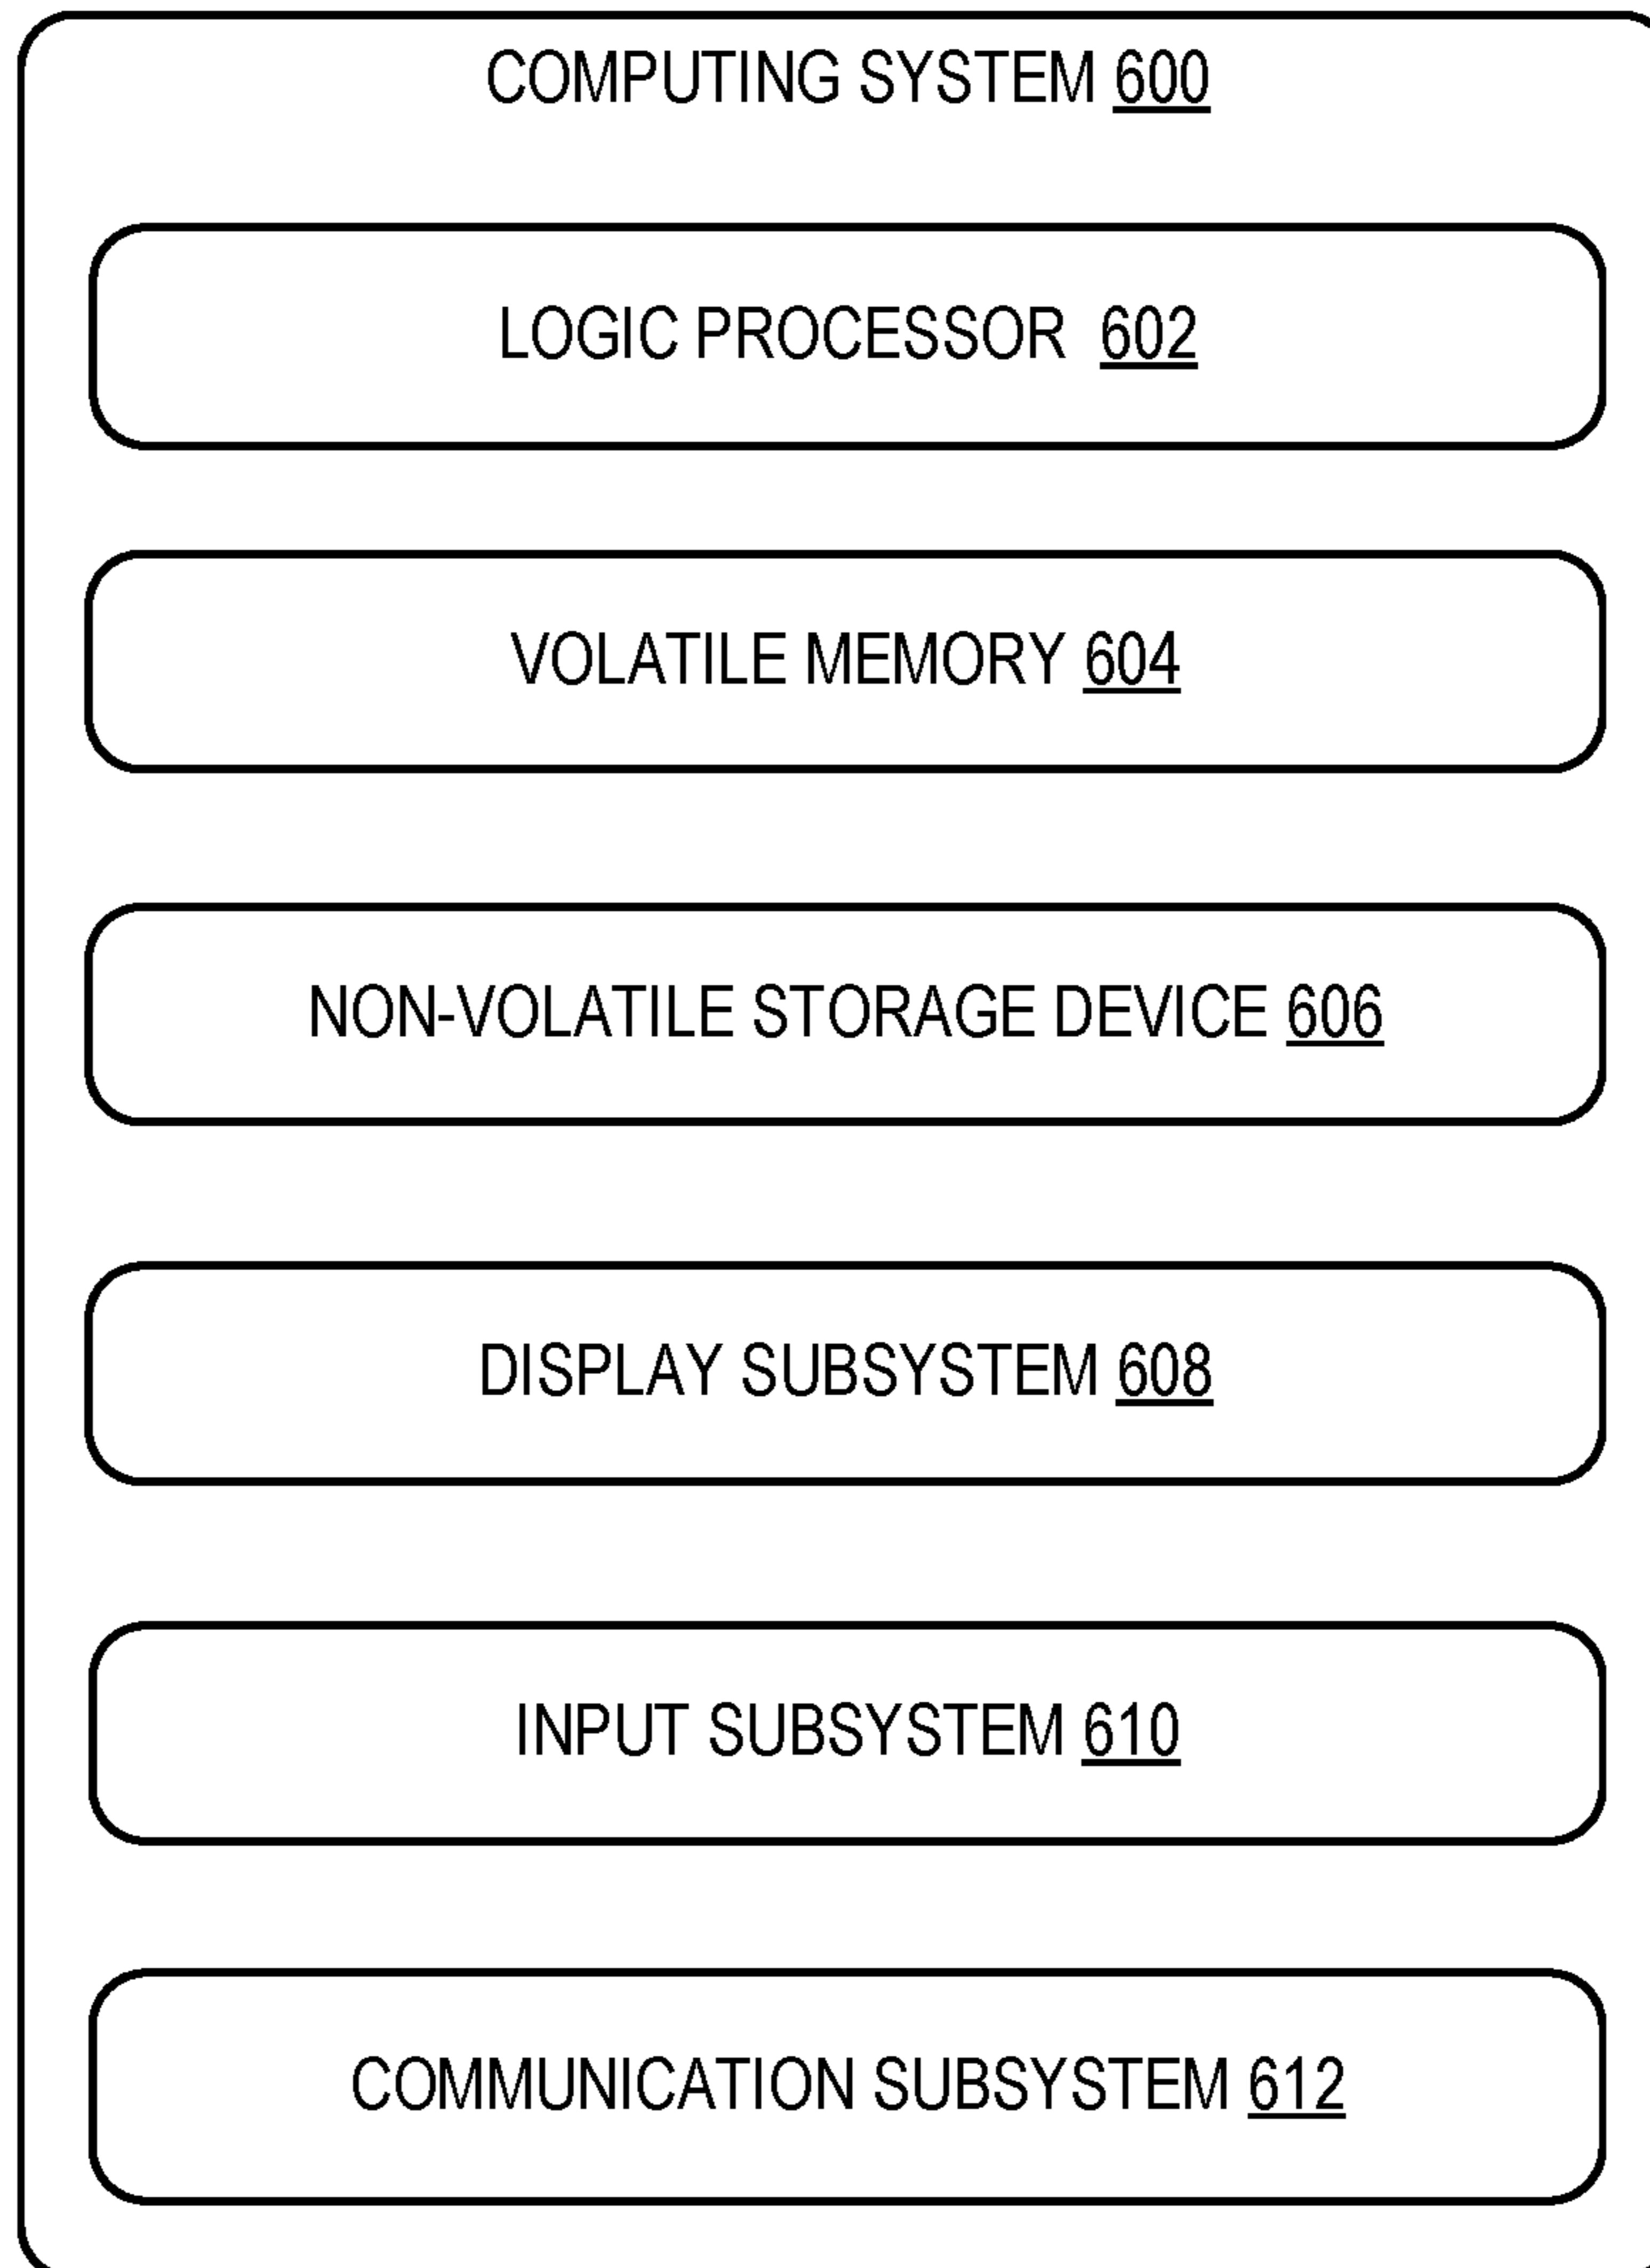 COMPUTING SYSTEM 600
LOGIC PROCESSOR 602
VOLATILE MEMORY 604
NON-VOLATILE STORAGE DEVICE 606
DISPLAY SUBSYSTEM 608
INPUT SUBSYSTEM 610
COMMUNICATION SUBSYSTEM 612